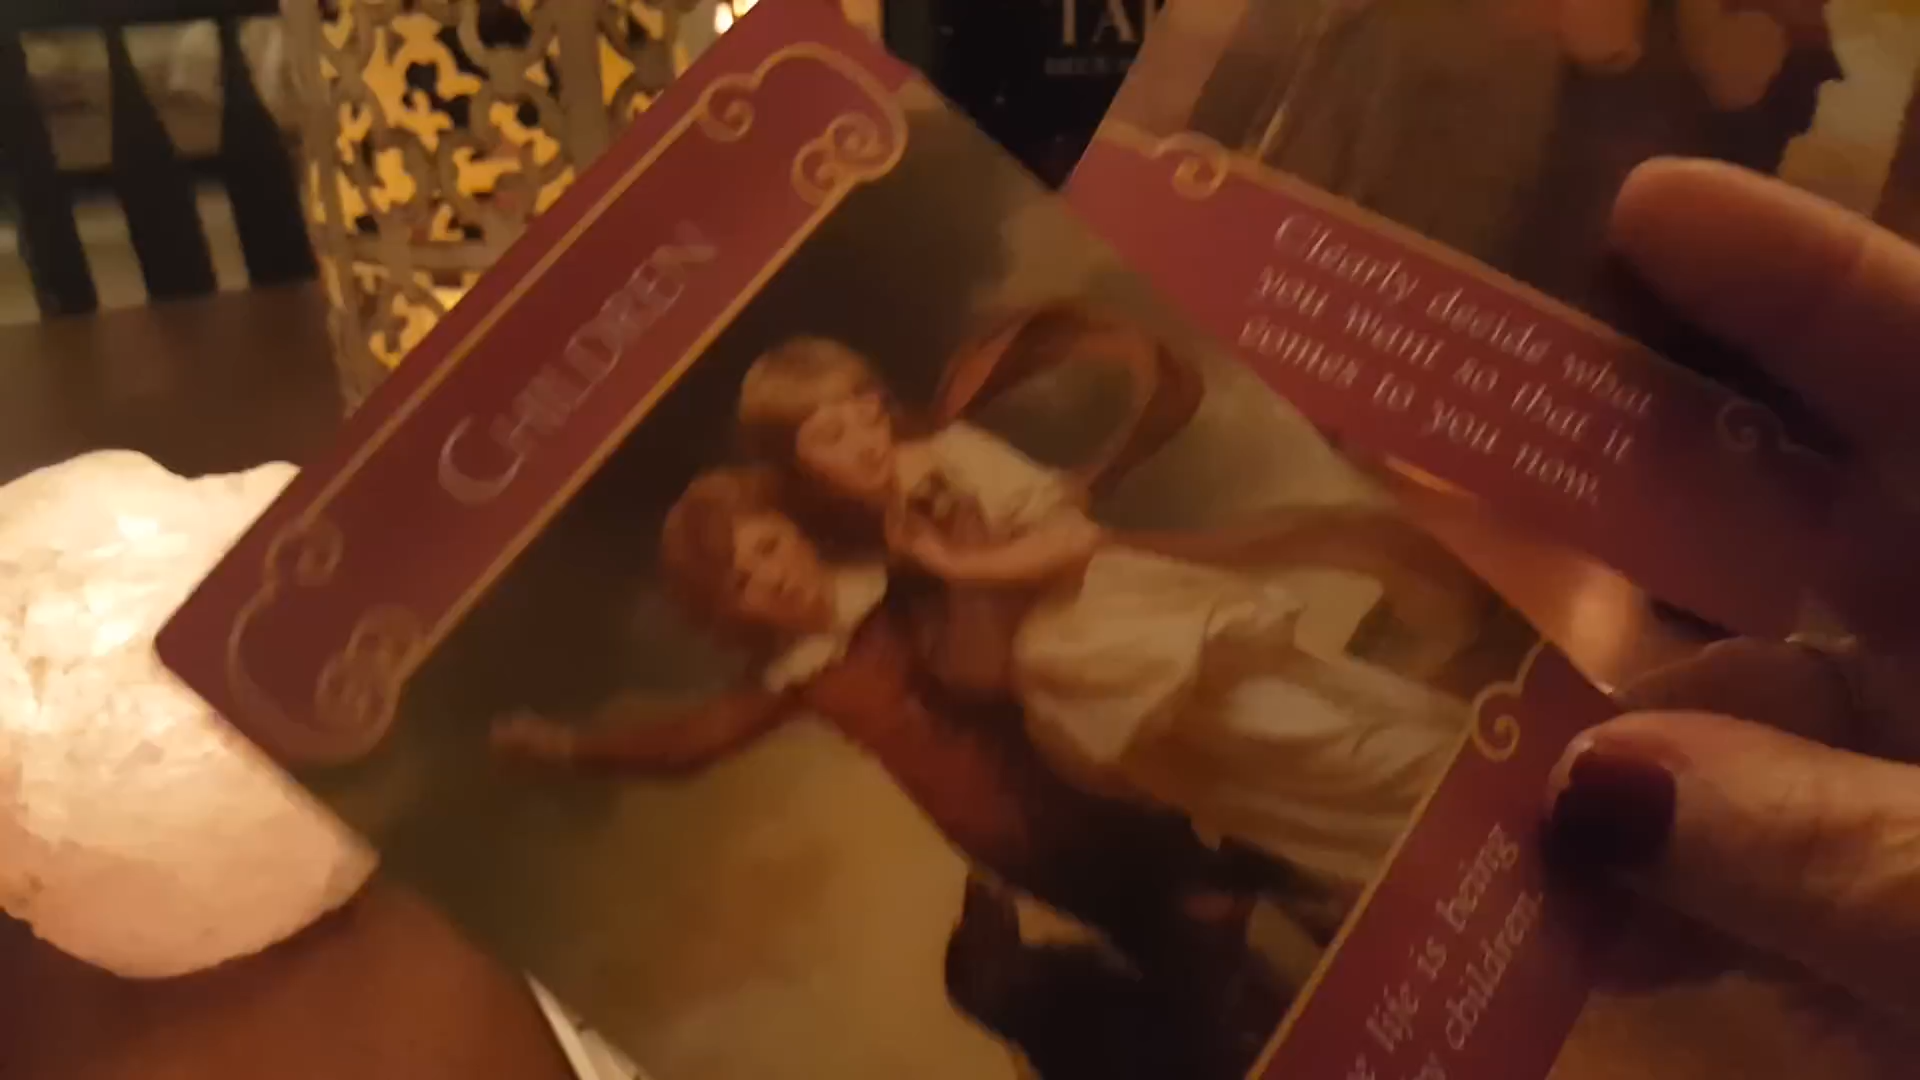 CHILDREN
Clearly decide what
you want so that it
comes to you now.
life is being
children.